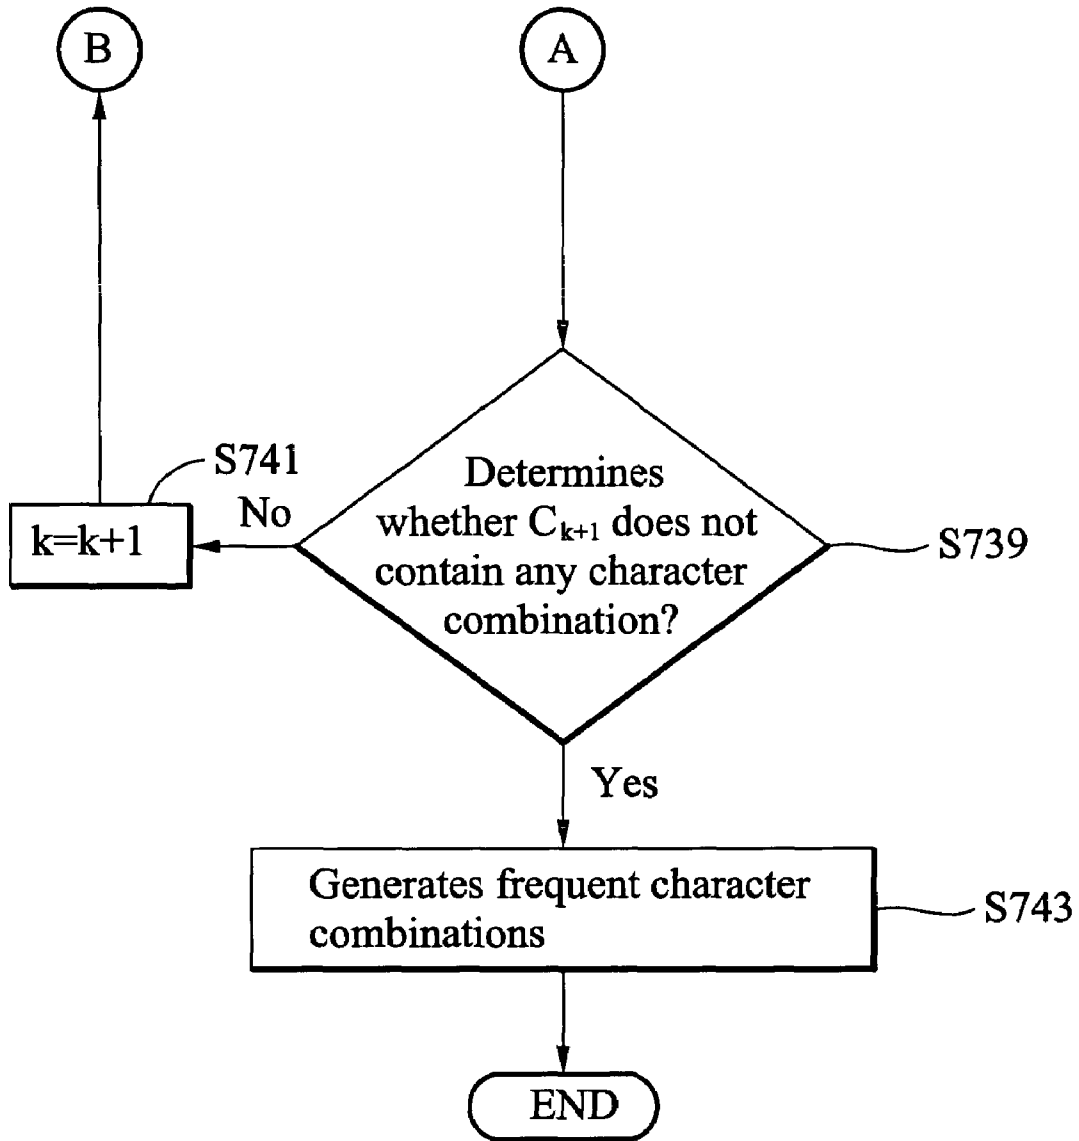 B
A
S741
Determines
whether C_{k+1} does not
contain any character
combination?
No
k=k+1
S739
Yes
Generates frequent character
combinations
S743
END